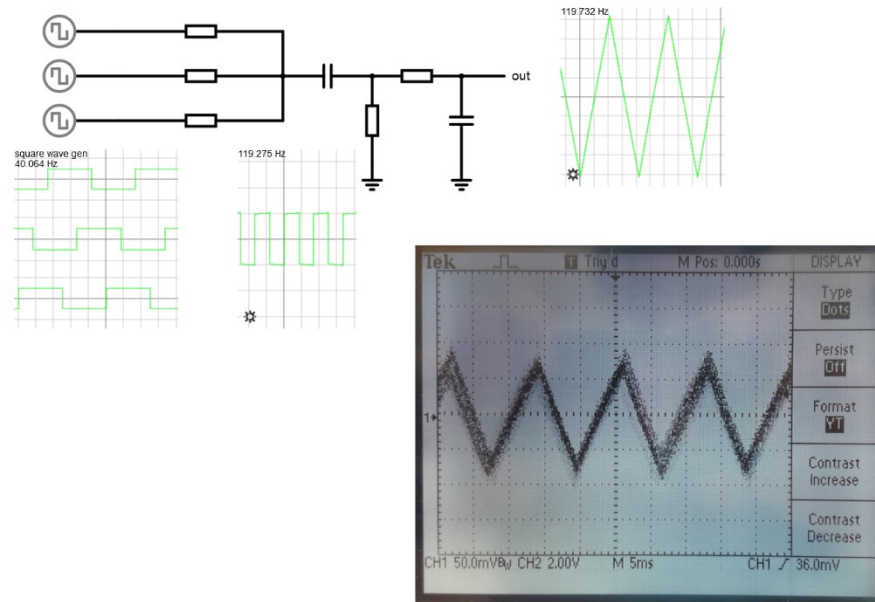 119.732 Hz
out
square wave gen
40.064 Hz
119.275 Hz
Tek T Trig'd M Pos: 0.000s DISPLAY
Type
Dots
Persist
Off
Format
YT
Contrast
Increase
Contrast
Decrease
1
CH1 50.0mVBW CH2 2.00V M 5ms CH1 36.0mV